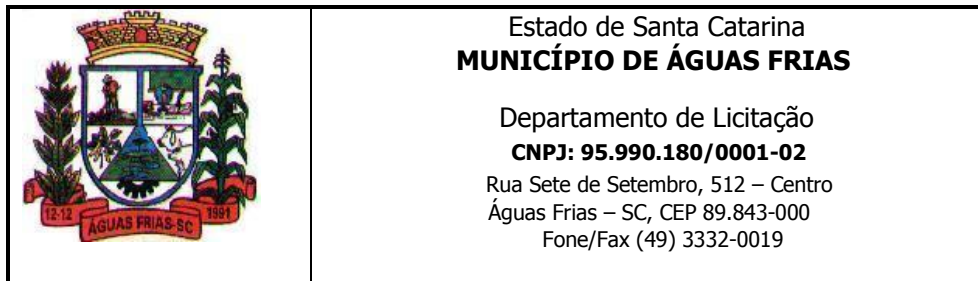 12-12
ÁGUAS FRIAS-SC
1991
Estado de Santa Catarina
MUNICÍPIO DE ÁGUAS FRIAS
Departamento de Licitação
CNPJ: 95.990.180/0001-02
Rua Sete de Setembro, 512 – Centro
Águas Frias – SC, CEP 89.843-000
Fone/Fax (49) 3332-0019